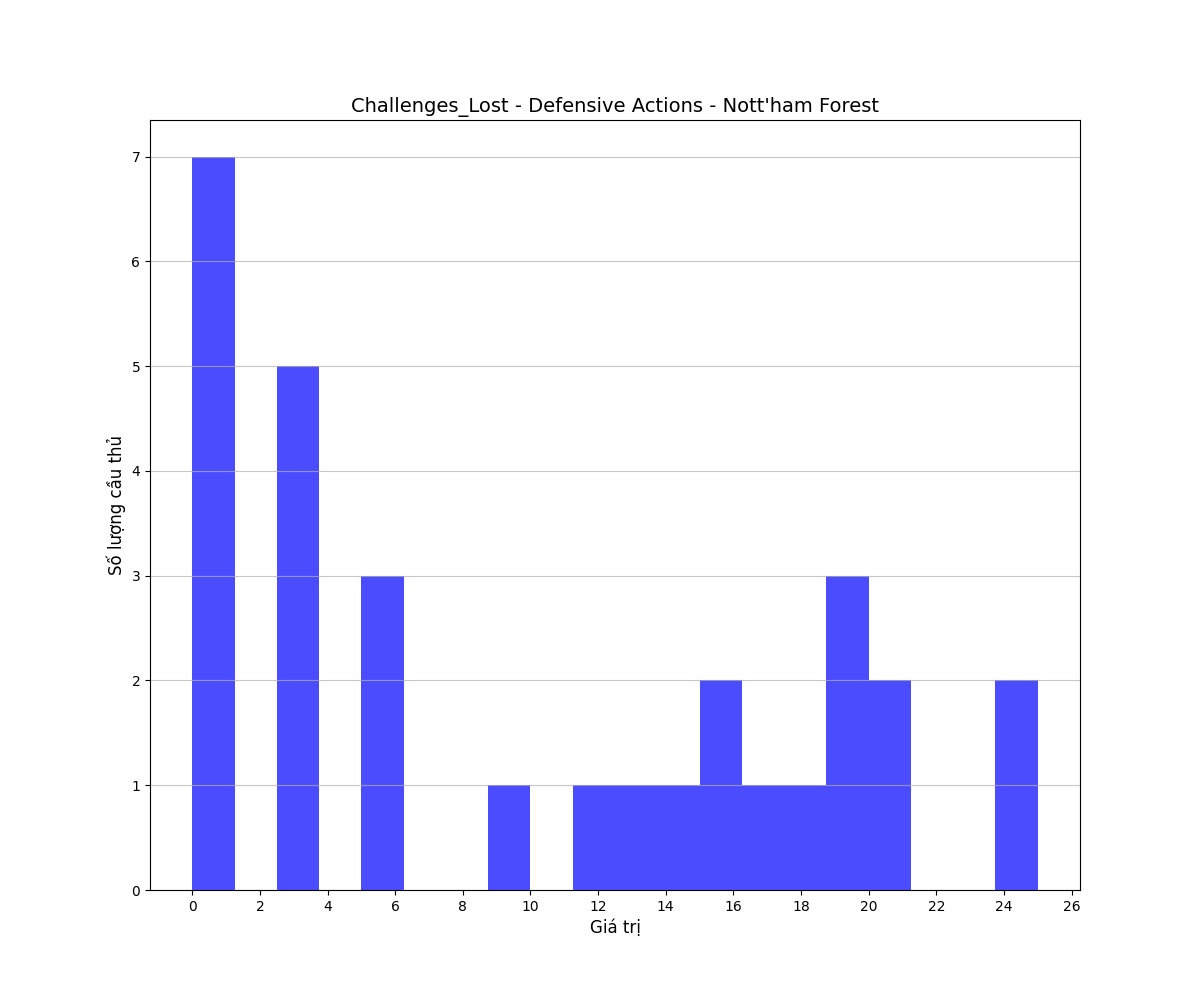 Challenges_Lost - Defensive Actions - Nott'ham Forest
Số lượng cầu thủ
7
6
5
4
3
2
1
0
0 2 4 6 8 10 12 14 16 18 20 22 24 26
Giá trị